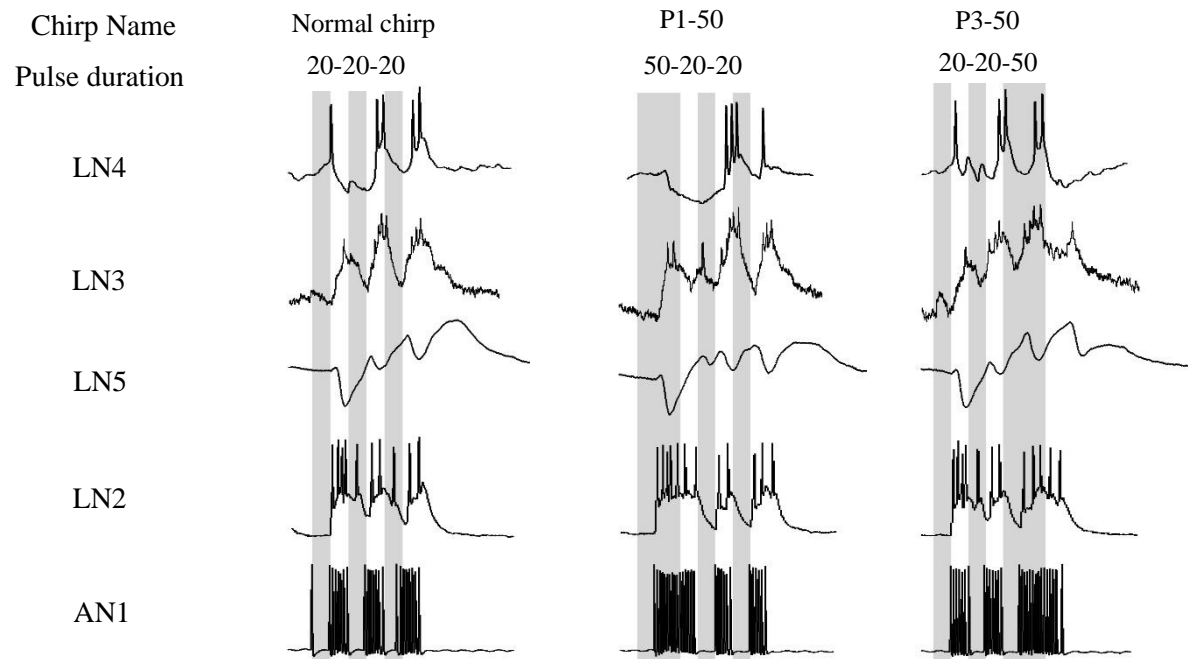 Chirp Name Normal chirp P1-50 P3-50
Pulse duration 20-20-20 50-20-20 20-20-50
LN4
LN3
LN5
LN2
AN1